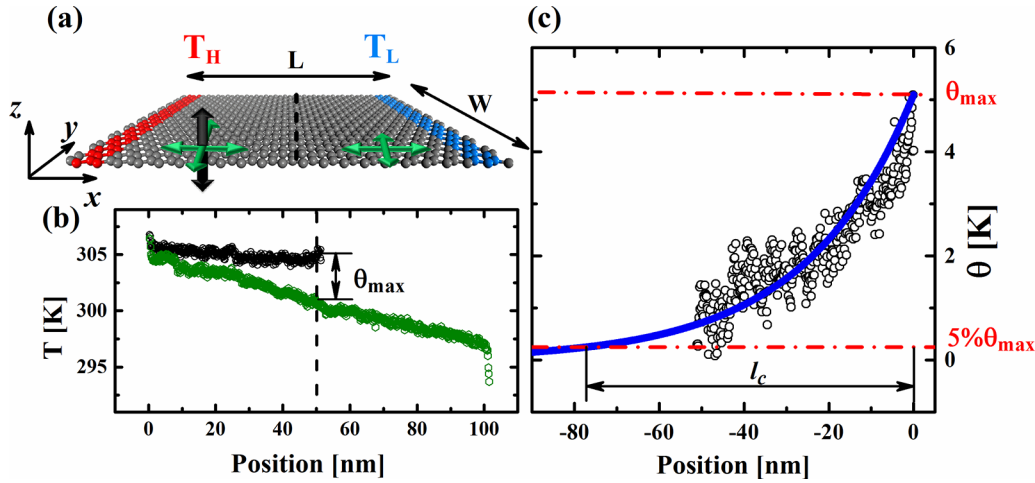 (a)
T_H
L
T_L
W
z
y
x
(b)
305
300
295
T [K]
θ_max
0 20 40 60 80 100
Position [nm]
(c)
6
4
2
0
θ [K]
θ_max
5%θ_max
l_c
-80 -60 -40 -20 0
Position [nm]